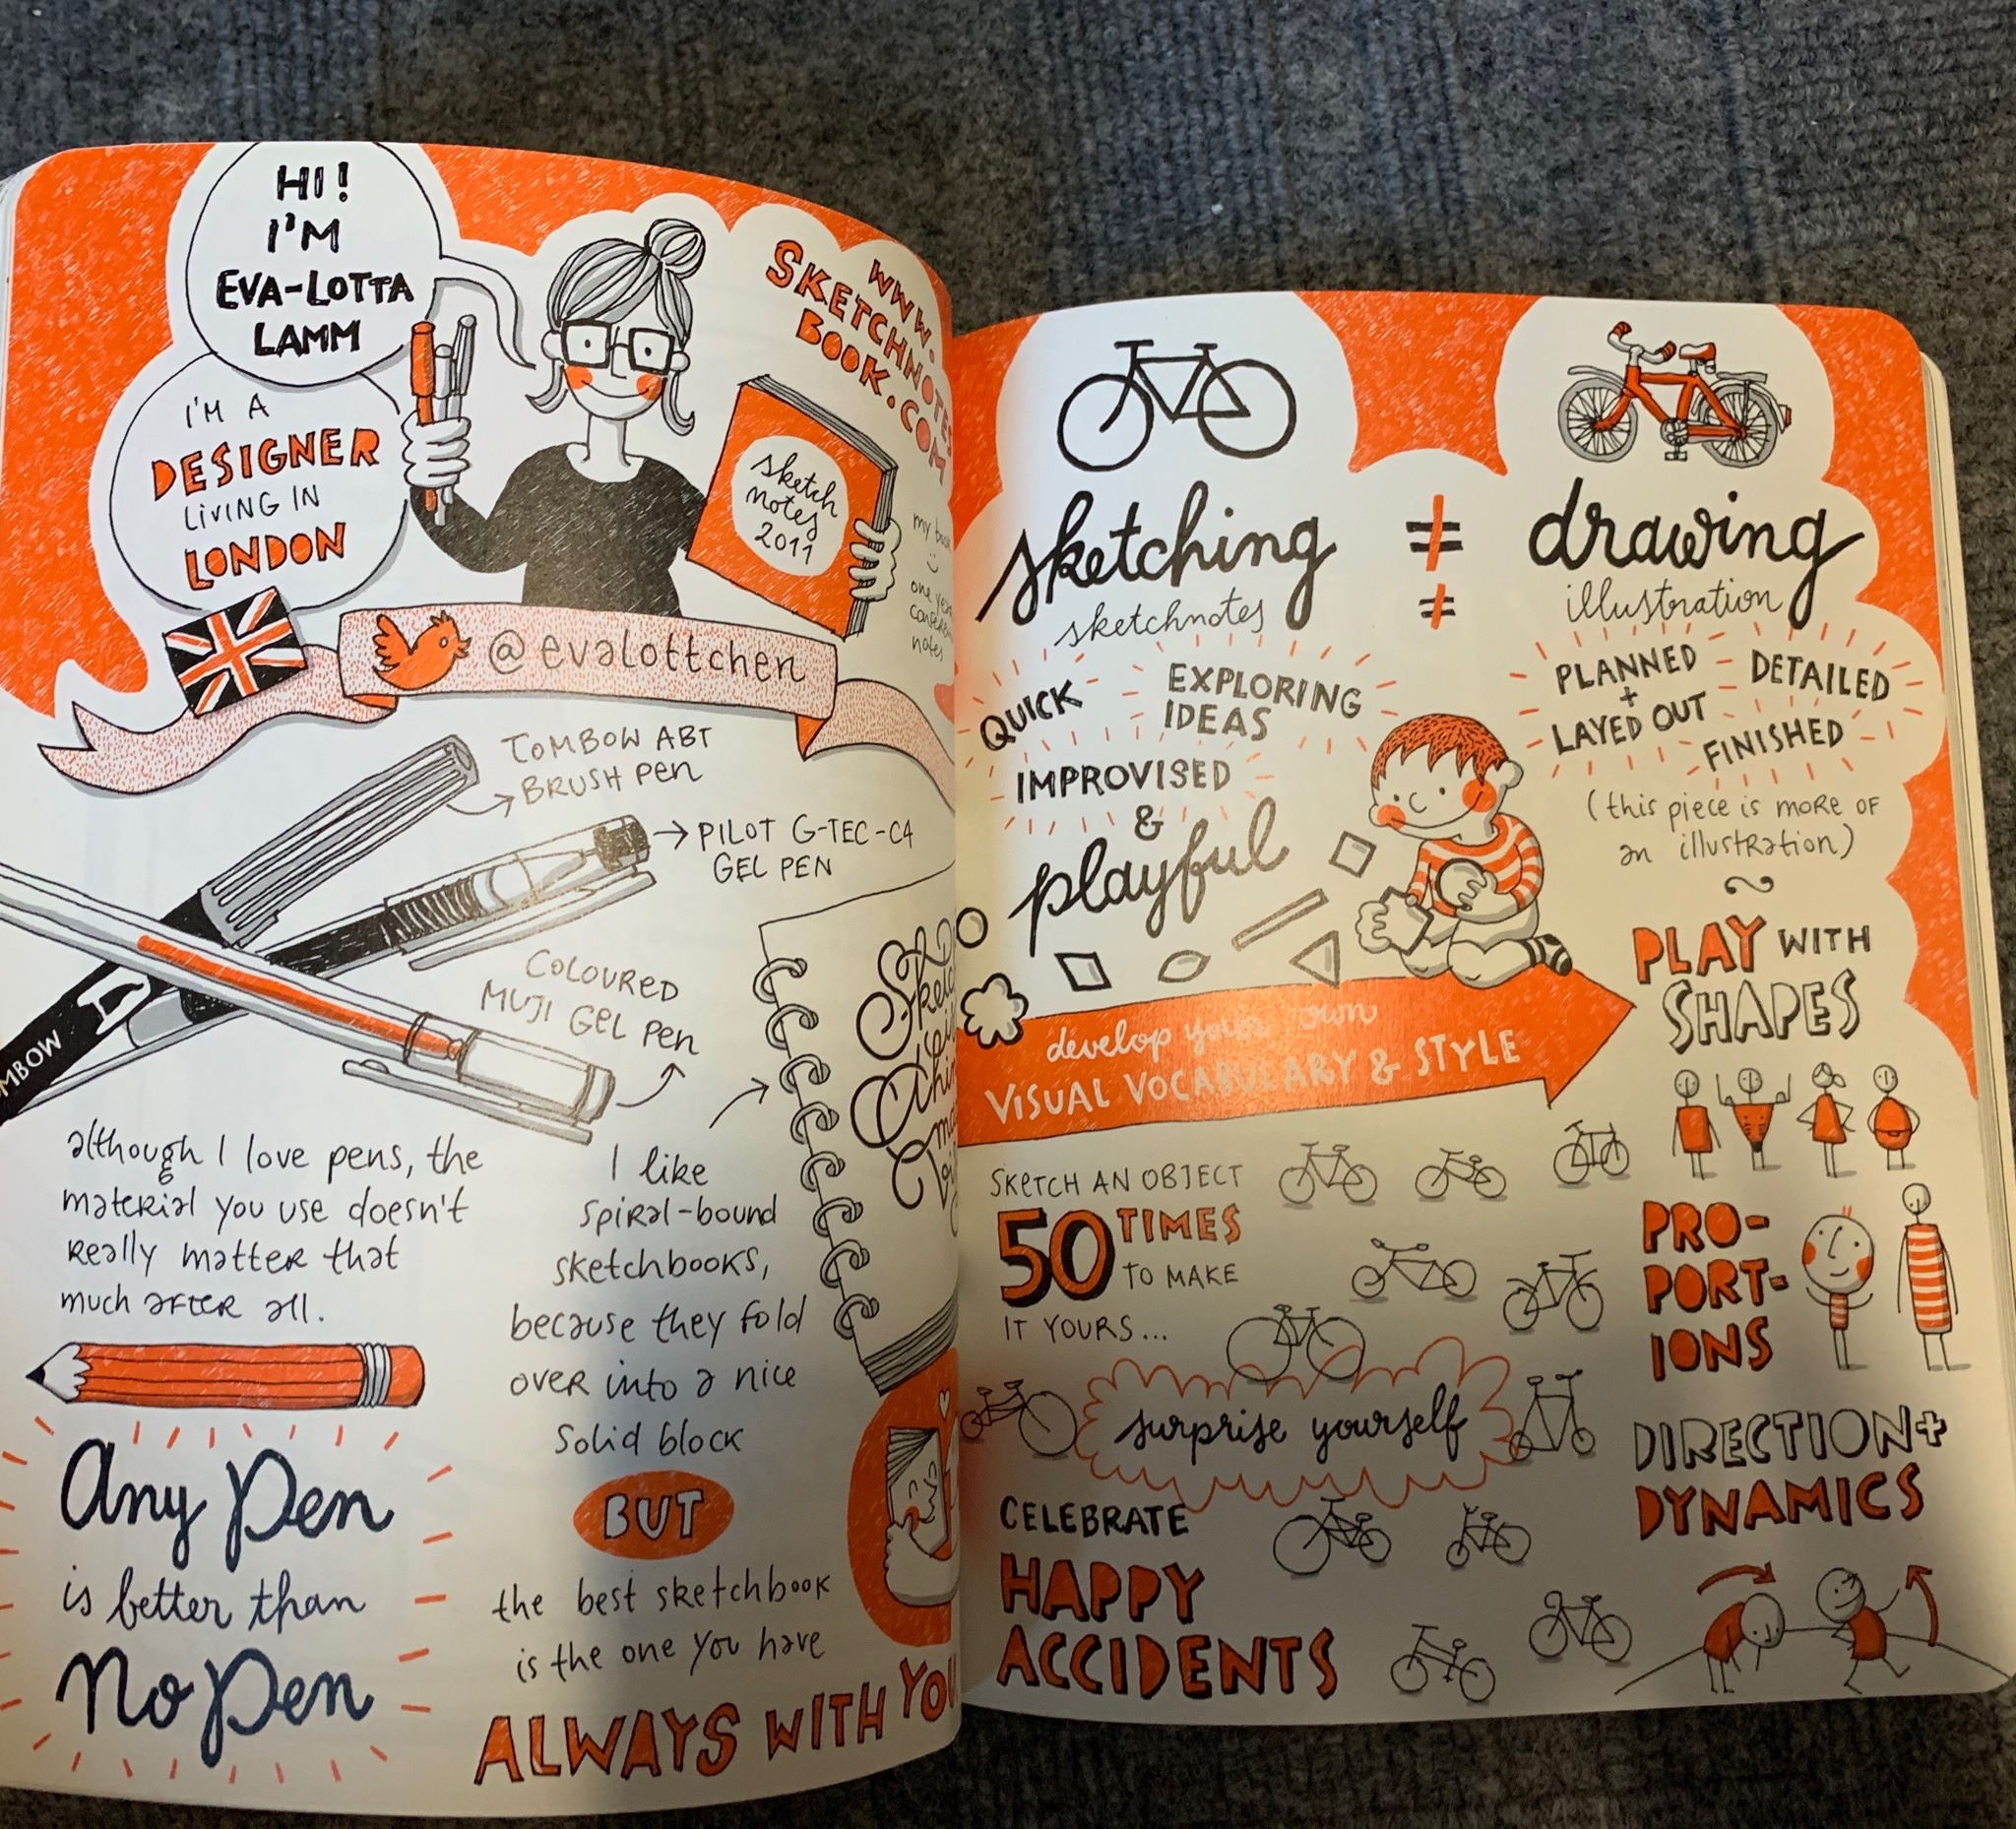 HI!
I'M
EVA-LOTTA
LAMM
I'M A
DESIGNER
LIVING IN
LONDON
WWW.
SKETCHNOTES
BOOK.COM
sketch
notes
2011
my
one
notes
@evalottchen
TOMBOW ABT
BRUSH PEN
PILOT G-TEC-C4
GEL PEN
COLOURED
MUJI GEL PEN
although I love pens, the
material you use doesn't
really matter that
much after all.
Any Pen
is better than
No Pen
I like
spiral-bound
sketchbooks,
because they fold
over into a nice
solid block
BUT
the best sketchbook
is the one you have
ALWAYS WITH YOU
sketching ≠ drawing
sketchnotes ≠ illustration
QUICK
EXPLORING
IDEAS
IMPROVISED
&
playful
PLANNED
+
LAYED OUT
DETAILED
FINISHED
(this piece is more of
an illustration)
develop your own
VISUAL VOCABULARY & STYLE
SKETCH AN OBJECT
50 TIMES
TO MAKE
IT YOURS...
surprise yourself
CELEBRATE
HAPPY
ACCIDENTS
PLAY WITH
SHAPES
PRO-
PORT-
IONS
DIRECTION+
DYNAMICS